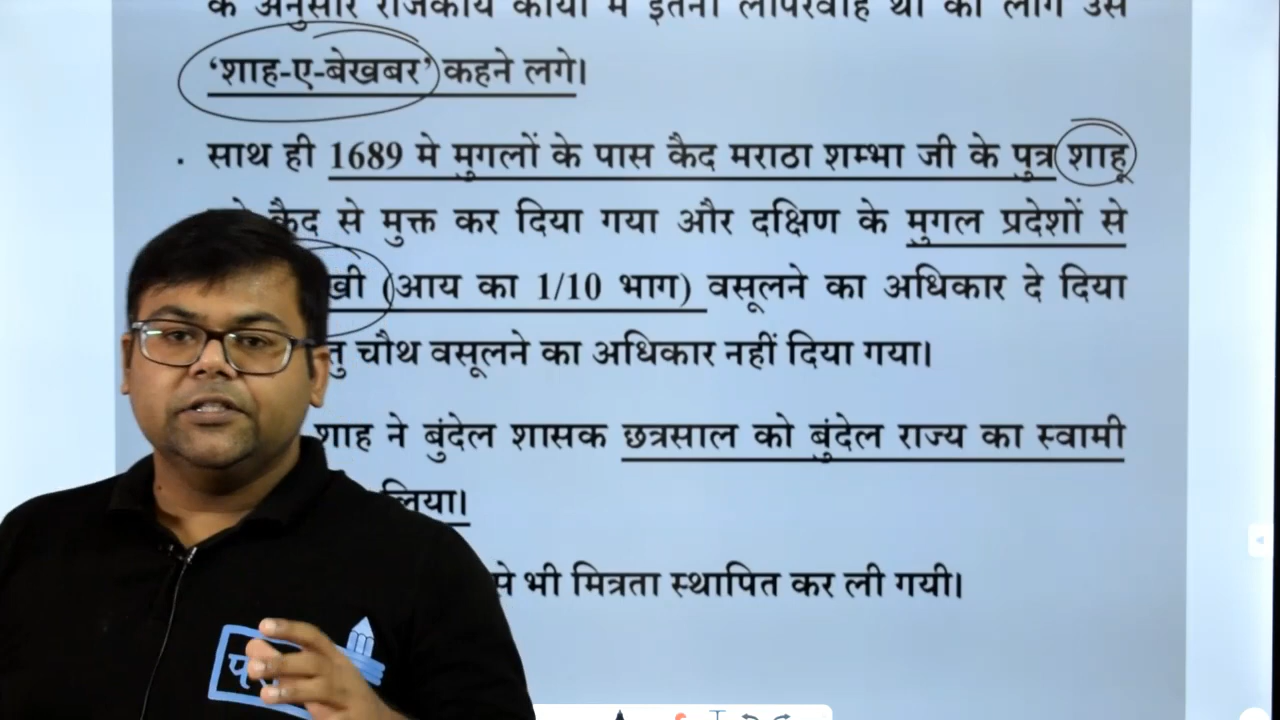 के अनुसार राजकीय कार्यों में इतना लापरवाह था की लोग उसे
‘शाह-ए-बेखबर’ कहने लगे।
. साथ ही 1689 मे मुगलों के पास कैद मराठा शम्भा जी के पुत्र शाहू
कैद से मुक्त कर दिया गया और दक्षिण के मुगल प्रदेशों से
खी (आय का 1/10 भाग) वसूलने का अधिकार दे दिया
तु चौथ वसूलने का अधिकार नहीं दिया गया।
शाह ने बुंदेल शासक छत्रसाल को बुंदेल राज्य का स्वामी
लिया।
से भी मित्रता स्थापित कर ली गयी।